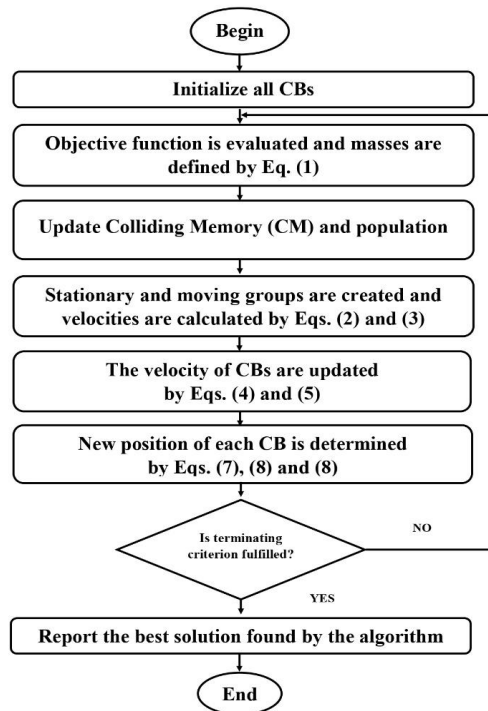 Begin
Initialize all CBs
Objective function is evaluated and masses are
defined by Eq. (1)
Update Colliding Memory (CM) and population
Stationary and moving groups are created and
velocities are calculated by Eqs. (2) and (3)
The velocity of CBs are updated
by Eqs. (4) and (5)
New position of each CB is determined
by Eqs. (7), (8) and (8)
Is terminating
criterion fulfilled?
NO
YES
Report the best solution found by the algorithm
End